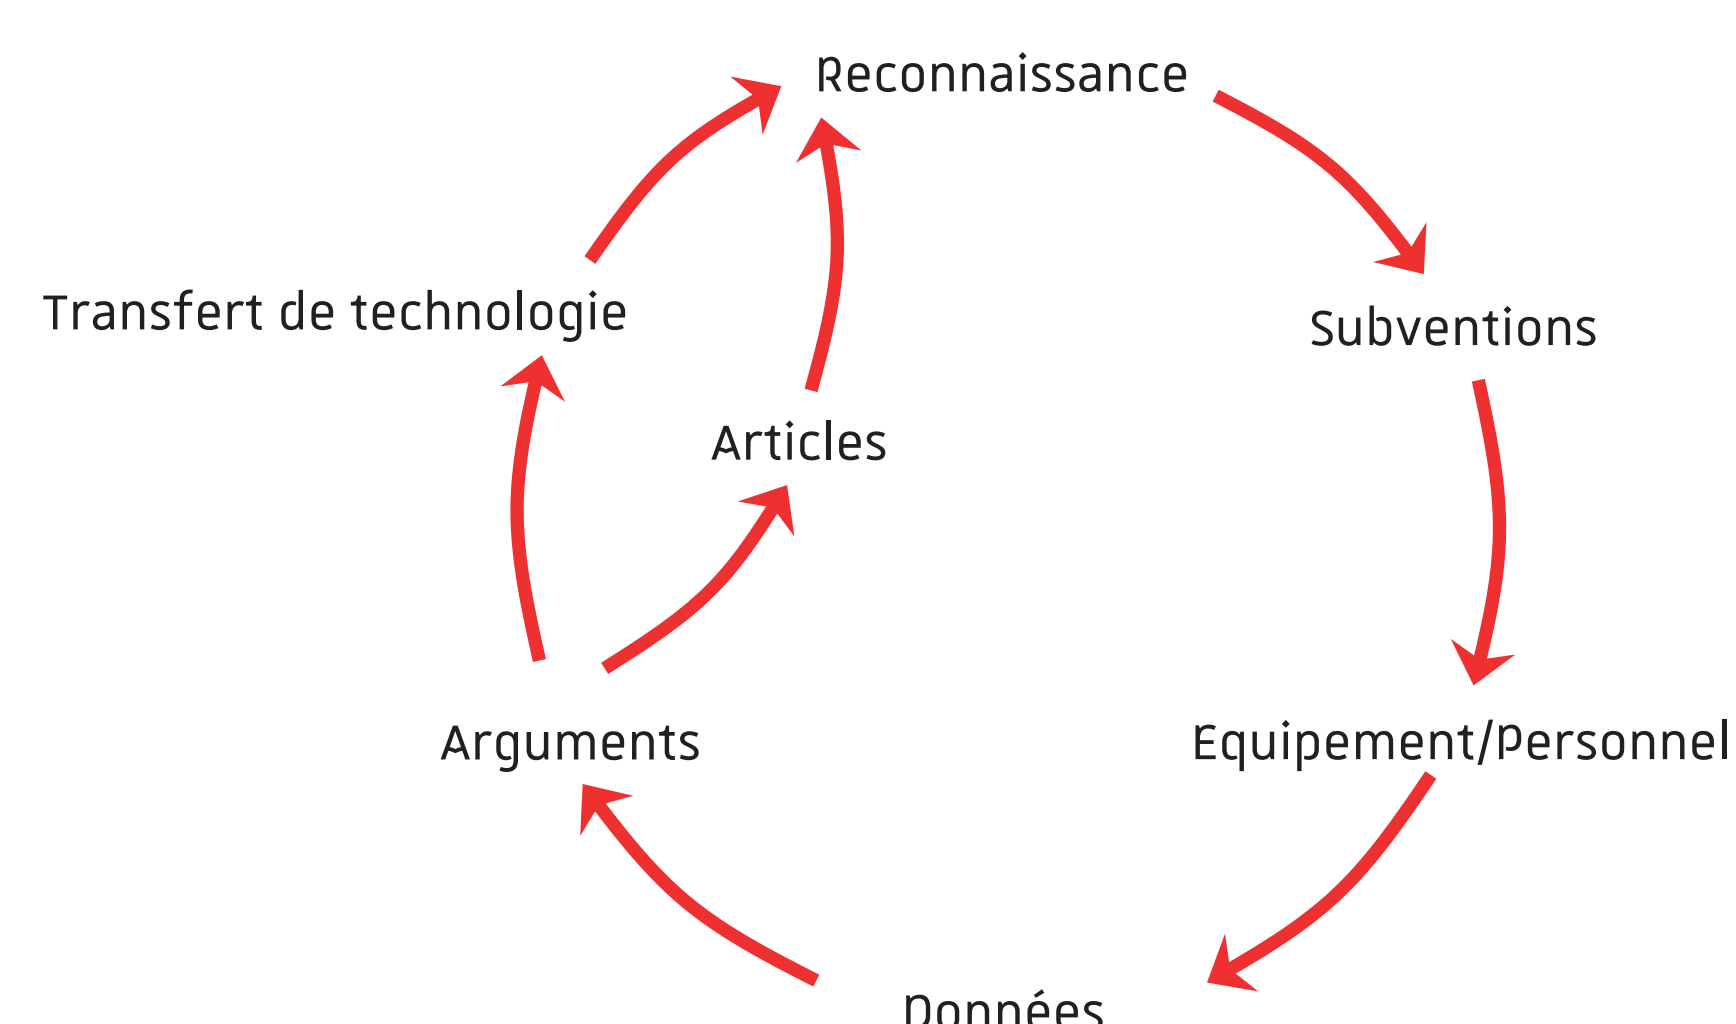 Reconnaissance
Transfert de technologie
Subventions
Articles
Arguments
Equipement/Personnel
Données